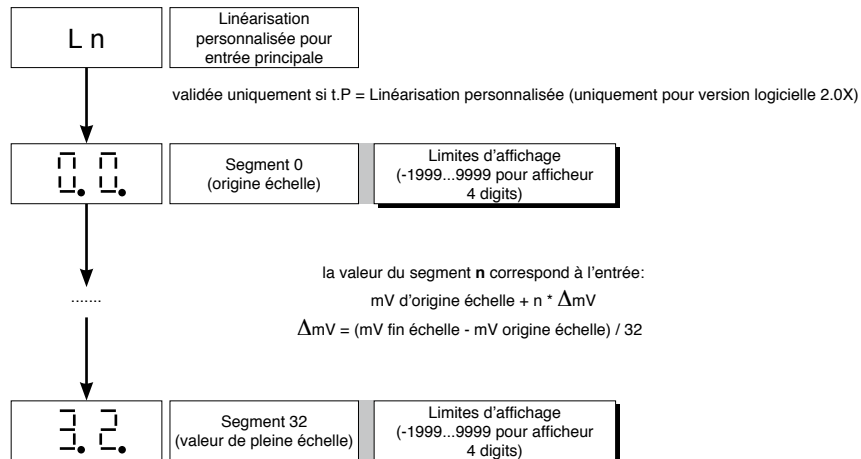 L n
Linéarisation
personnalisée pour
entrée principale
validée uniquement si t.P = Linéarisation personnalisée (uniquement pour version logicielle 2.0X)
0.0.
Segment 0
(origine échelle)
Limites d'affichage
(-1999...9999 pour afficheur
4 digits)
.......
la valeur du segment n correspond à l'entrée:
mV d'origine échelle + n * ΔmV
ΔmV = (mV fin échelle - mV origine échelle) / 32
3.2.
Segment 32
(valeur de pleine échelle)
Limites d'affichage
(-1999...9999 pour afficheur
4 digits)